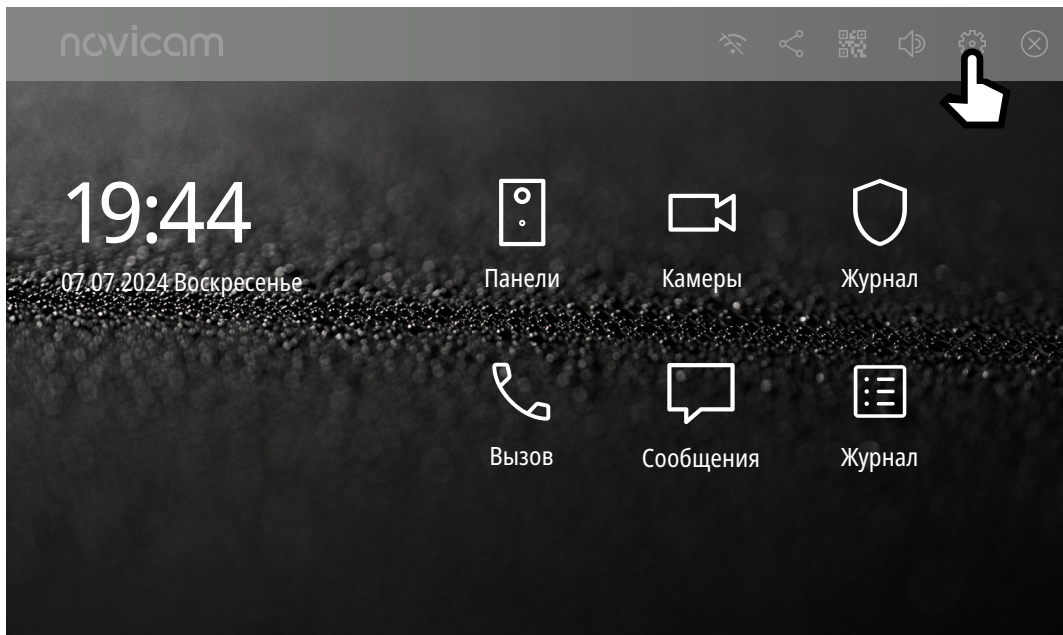 novicam
19:44
07.07.2024 Воскресенье
Панели
Камеры
Журнал
Вызов
Сообщения
Журнал